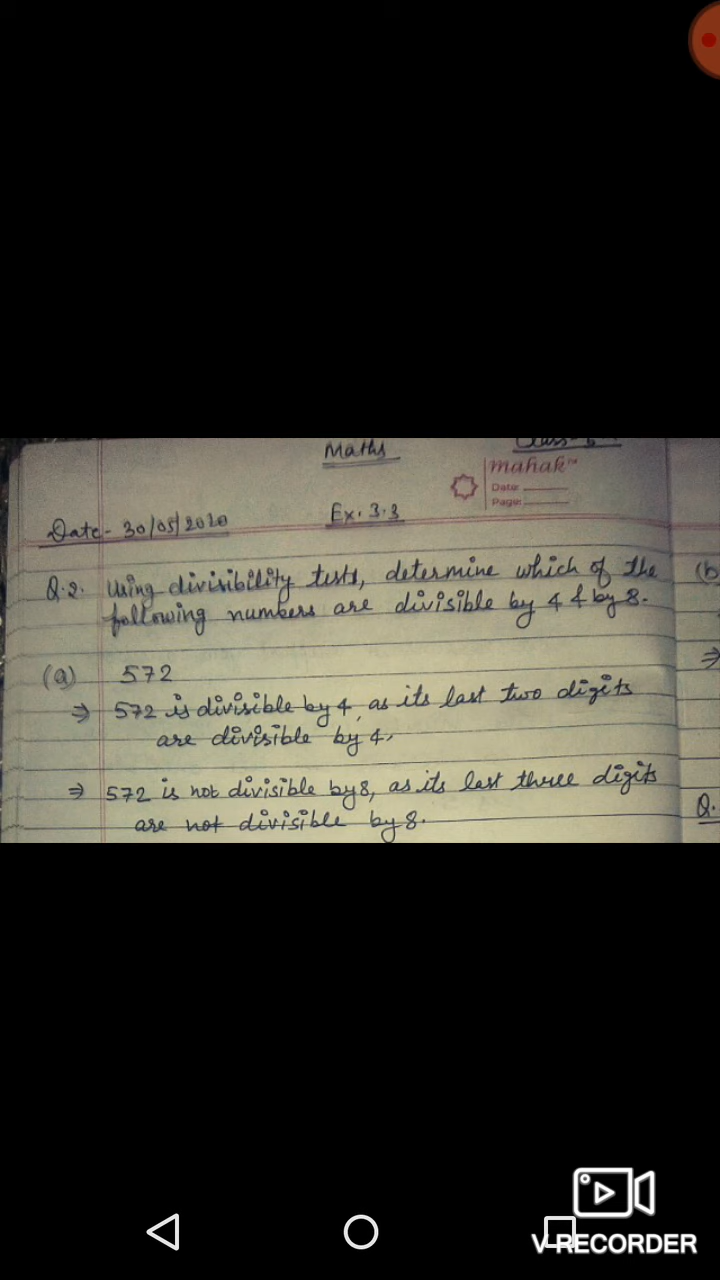 Maths
Class-6
mahak™
Date:
Page:
Date- 30/05/2020
Ex. 3.3
Q.2. Using divisibility tests, determine which of the
following numbers are divisible by 4 & by 8.
(a) 572
⇒ 572 is divisible by 4, as its last two digits
are divisible by 4.
⇒ 572 is not divisible by 8, as its last three digits
are not divisible by 8.
(b
⇒
Q.
V RECORDER